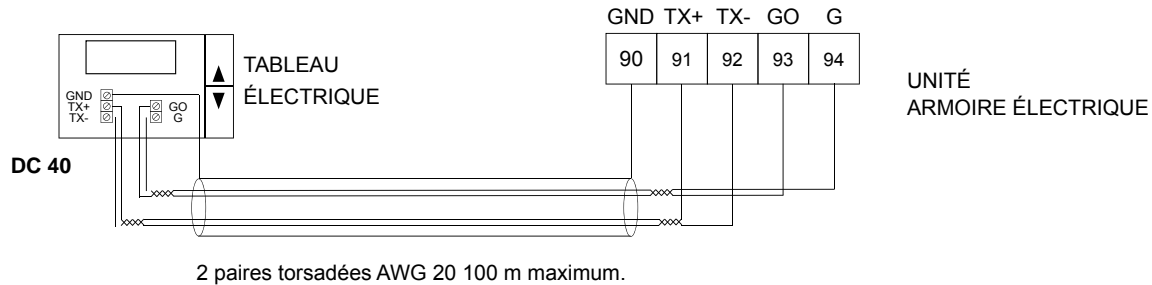 GND TX+ TX- GO G
90 91 92 93 94
TABLEAU
ÉLECTRIQUE
UNITÉ
ARMOIRE ÉLECTRIQUE
GND
TX+ GO
TX- G
DC 40
2 paires torsadées AWG 20 100 m maximum.